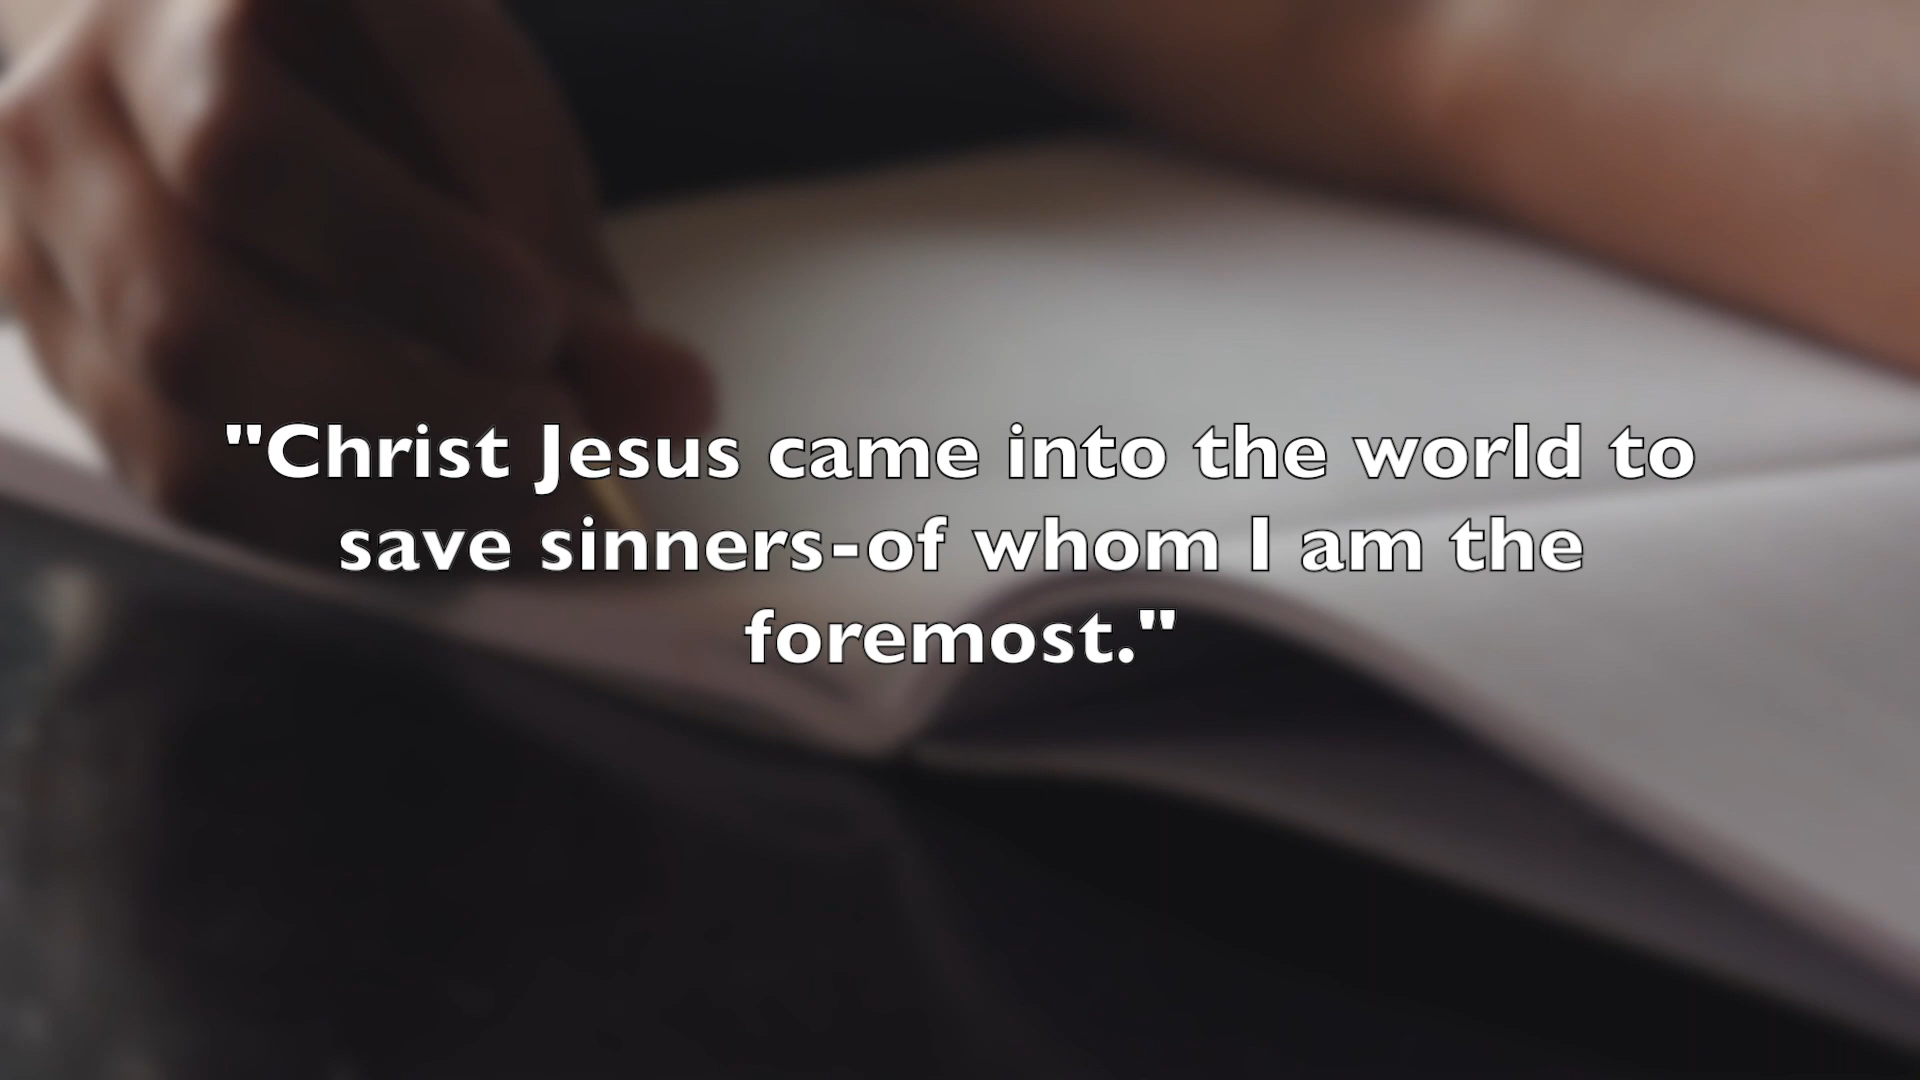 "Christ Jesus came into the world to
save sinners-of whom I am the
foremost."